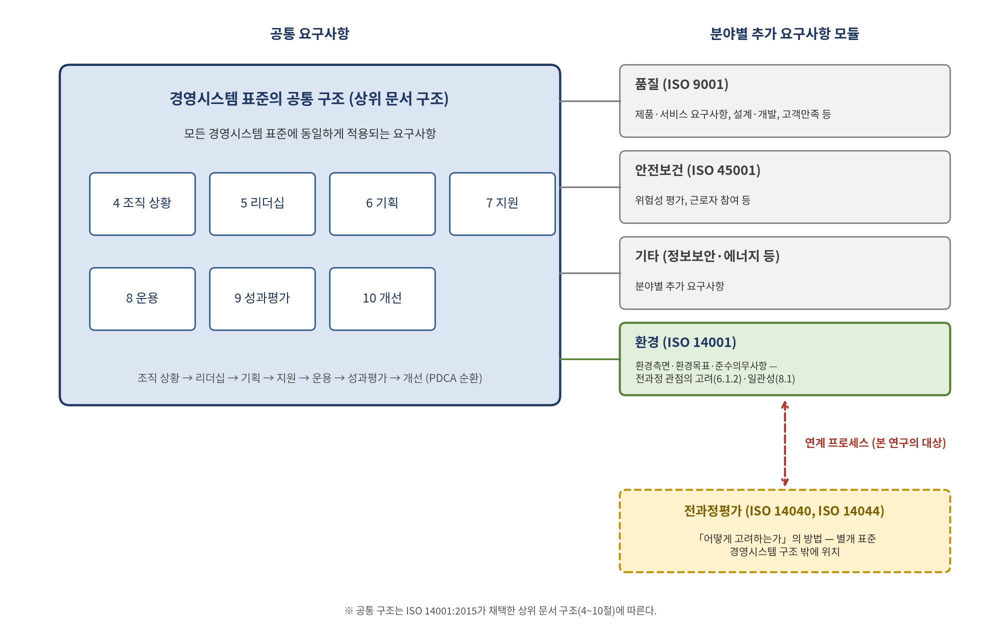 공통 요구사항
분야별 추가 요구사항 모듈
경영시스템 표준의 공통 구조 (상위 문서 구조)
모든 경영시스템 표준에 동일하게 적용되는 요구사항
4 조직 상황
5 리더십
6 기획
7 지원
8 운용
9 성과평가
10 개선
조직 상황 → 리더십 → 기획 → 지원 → 운용 → 성과평가 → 개선 (PDCA 순환)
품질 (ISO 9001)
제품·서비스 요구사항, 설계·개발, 고객만족 등
안전보건 (ISO 45001)
위험성 평가, 근로자 참여 등
기타 (정보보안·에너지 등)
분야별 추가 요구사항
환경 (ISO 14001)
환경측면·환경목표·준수의무사항 —
전과정 관점의 고려(6.1.2)·일관성(8.1)
연계 프로세스 (본 연구의 대상)
전과정평가 (ISO 14040, ISO 14044)
「어떻게 고려하는가」의 방법 — 별개 표준
경영시스템 구조 밖에 위치
※ 공통 구조는 ISO 14001:2015가 채택한 상위 문서 구조(4~10절)에 따른다.